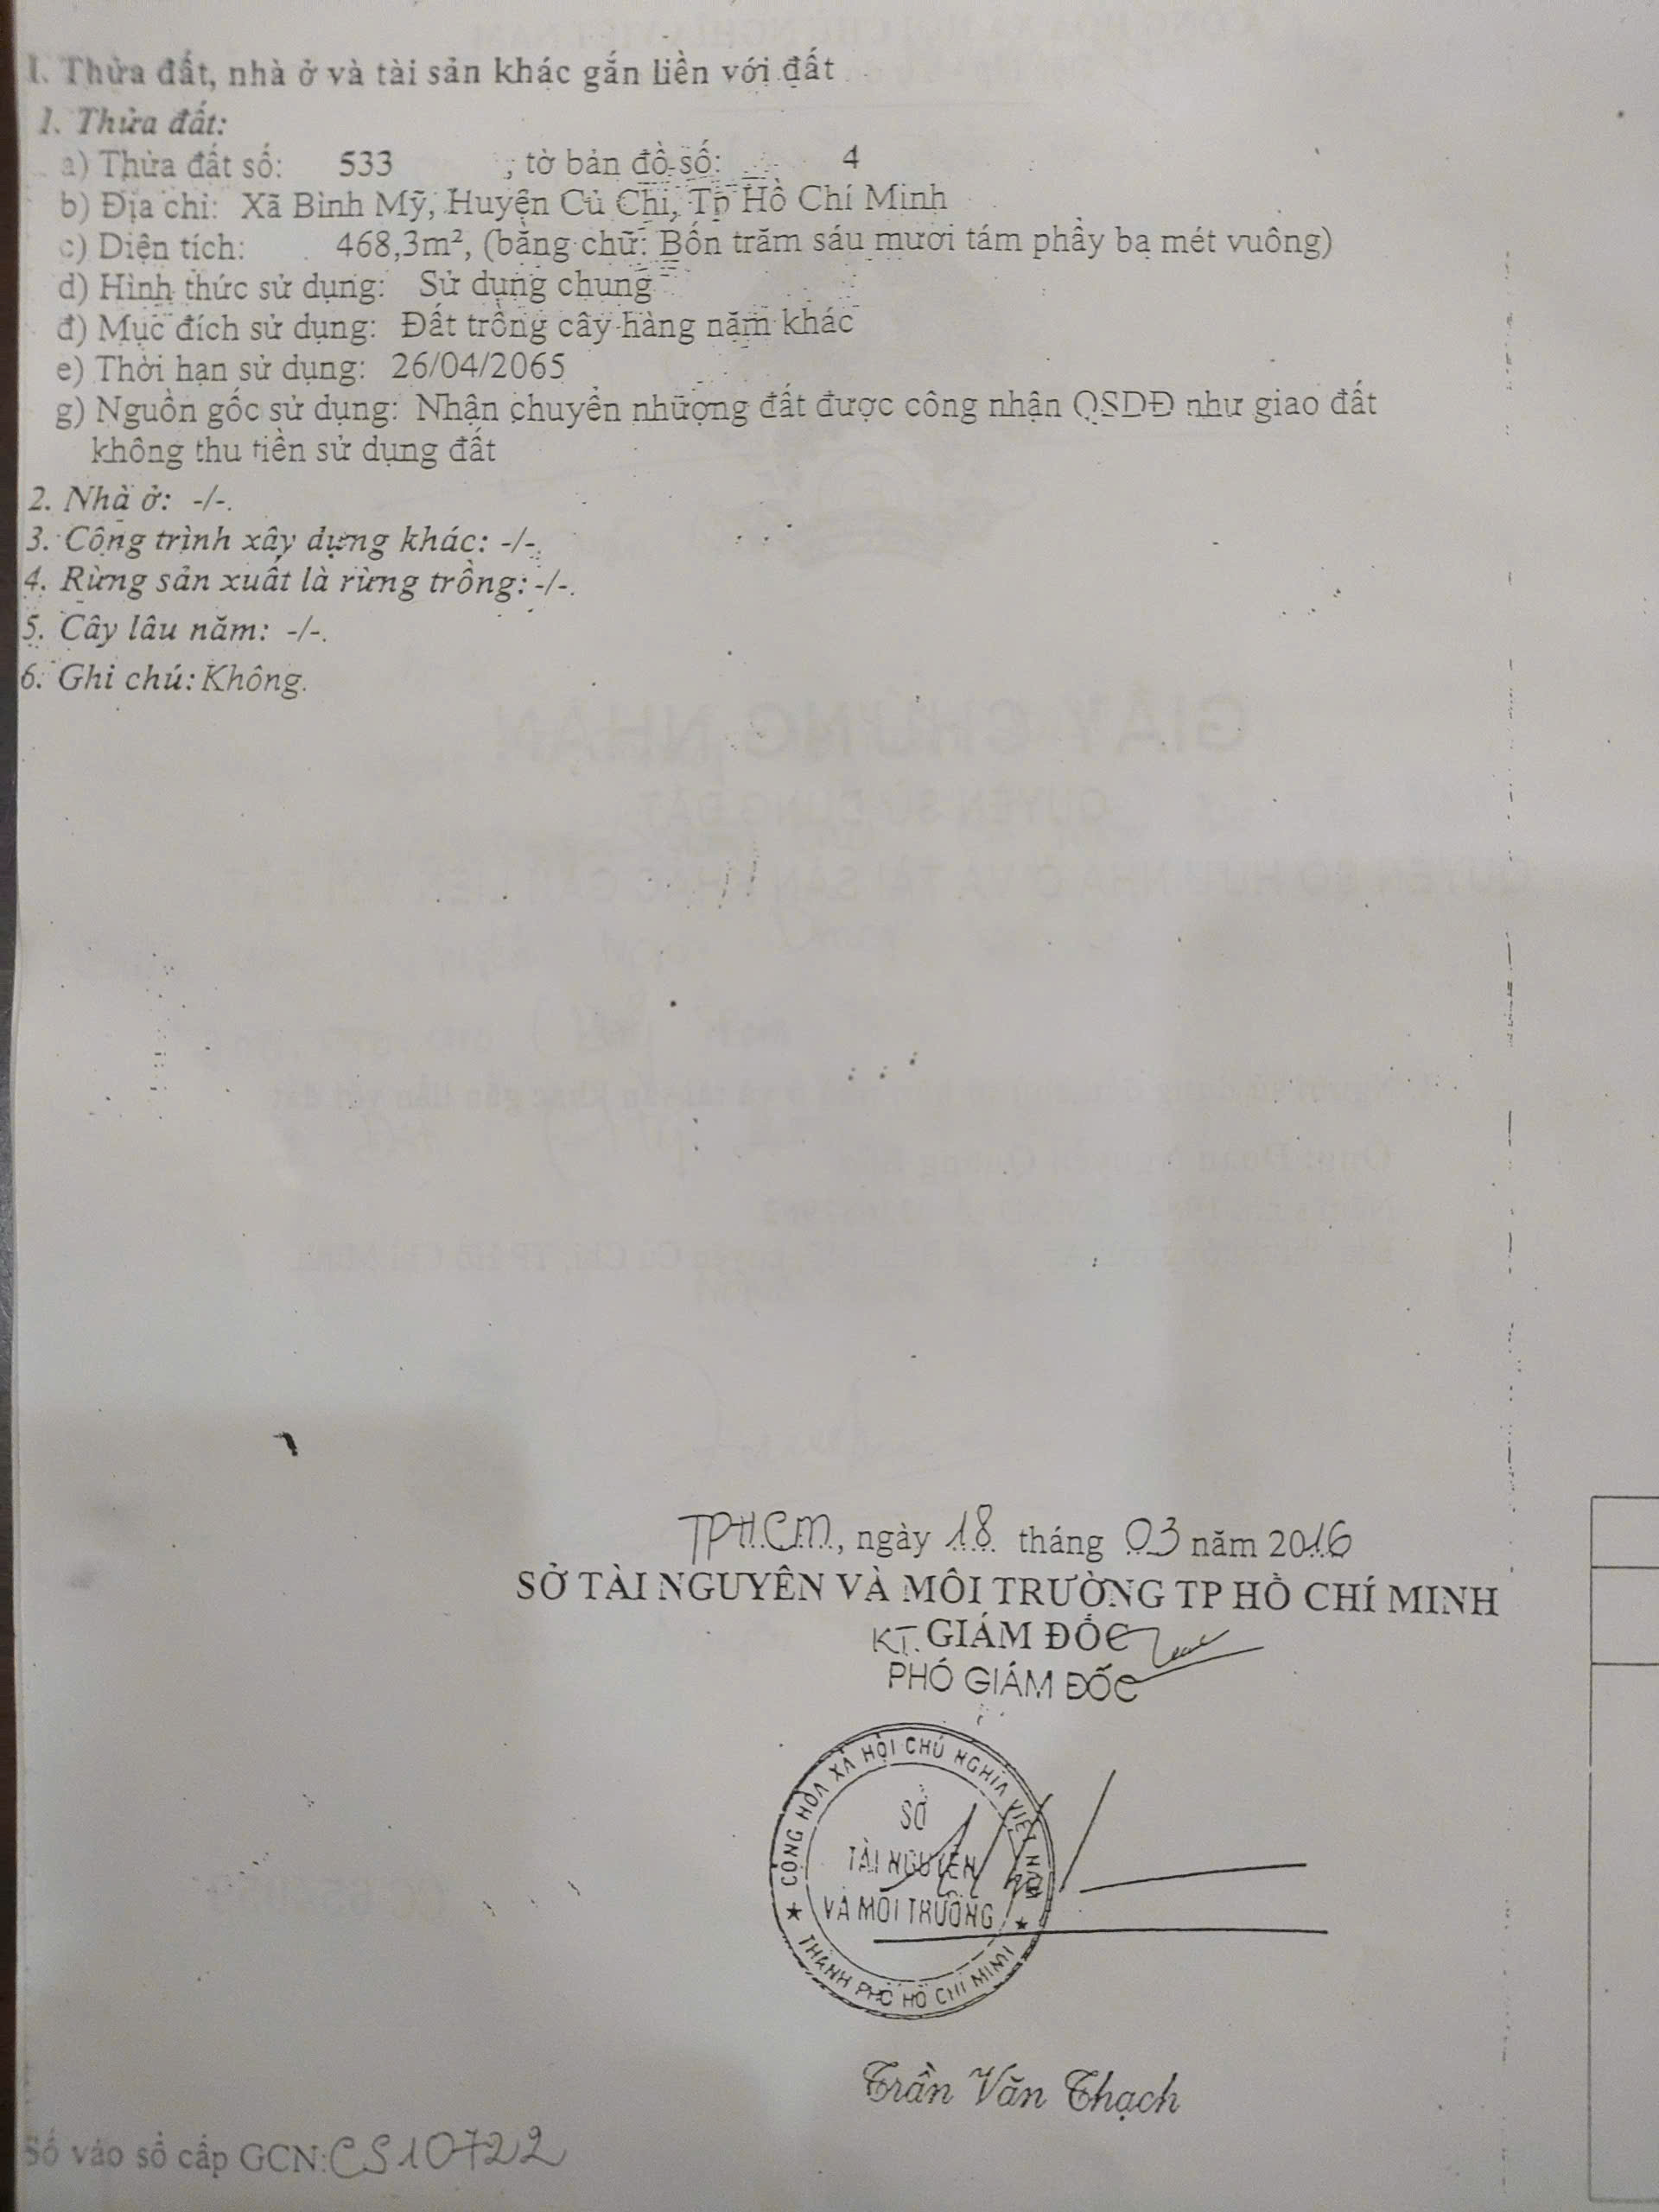 I. Thửa đất, nhà ở và tài sản khác gắn liền với đất
1. Thửa đất:
a) Thửa đất số: 533 ; tờ bản đồ số: 4
b) Địa chỉ: Xã Bình Mỹ, Huyện Củ Chi, Tp Hồ Chí Minh
c) Diện tích: 468,3m², (bằng chữ: Bốn trăm sáu mươi tám phẩy ba mét vuông)
d) Hình thức sử dụng: Sử dụng chung
đ) Mục đích sử dụng: Đất trồng cây hàng năm khác
e) Thời hạn sử dụng: 26/04/2065
g) Nguồn gốc sử dụng: Nhận chuyển nhượng đất được công nhận QSDĐ như giao đất
không thu tiền sử dụng đất
2. Nhà ở: -/-.
3. Công trình xây dựng khác: -/-.
4. Rừng sản xuất là rừng trồng: -/-.
5. Cây lâu năm: -/-.
6. Ghi chú: Không.
GIẤY CHỨNG NHẬN
QUYỀN SỬ DỤNG ĐẤT
TPHCM, ngày 18 tháng 03 năm 2016
SỞ TÀI NGUYÊN VÀ MÔI TRƯỜNG TP HỒ CHÍ MINH
KT. GIÁM ĐỐC
PHÓ GIÁM ĐỐC
CỘNG HÒA XÃ HỘI CHỦ NGHĨA VIỆT NAM
SỞ
TÀI NGUYÊN
VÀ MÔI TRƯỜNG
THÀNH PHỐ HỒ CHÍ MINH
Trần Văn Thạch
Số vào sổ cấp GCN: CS10722